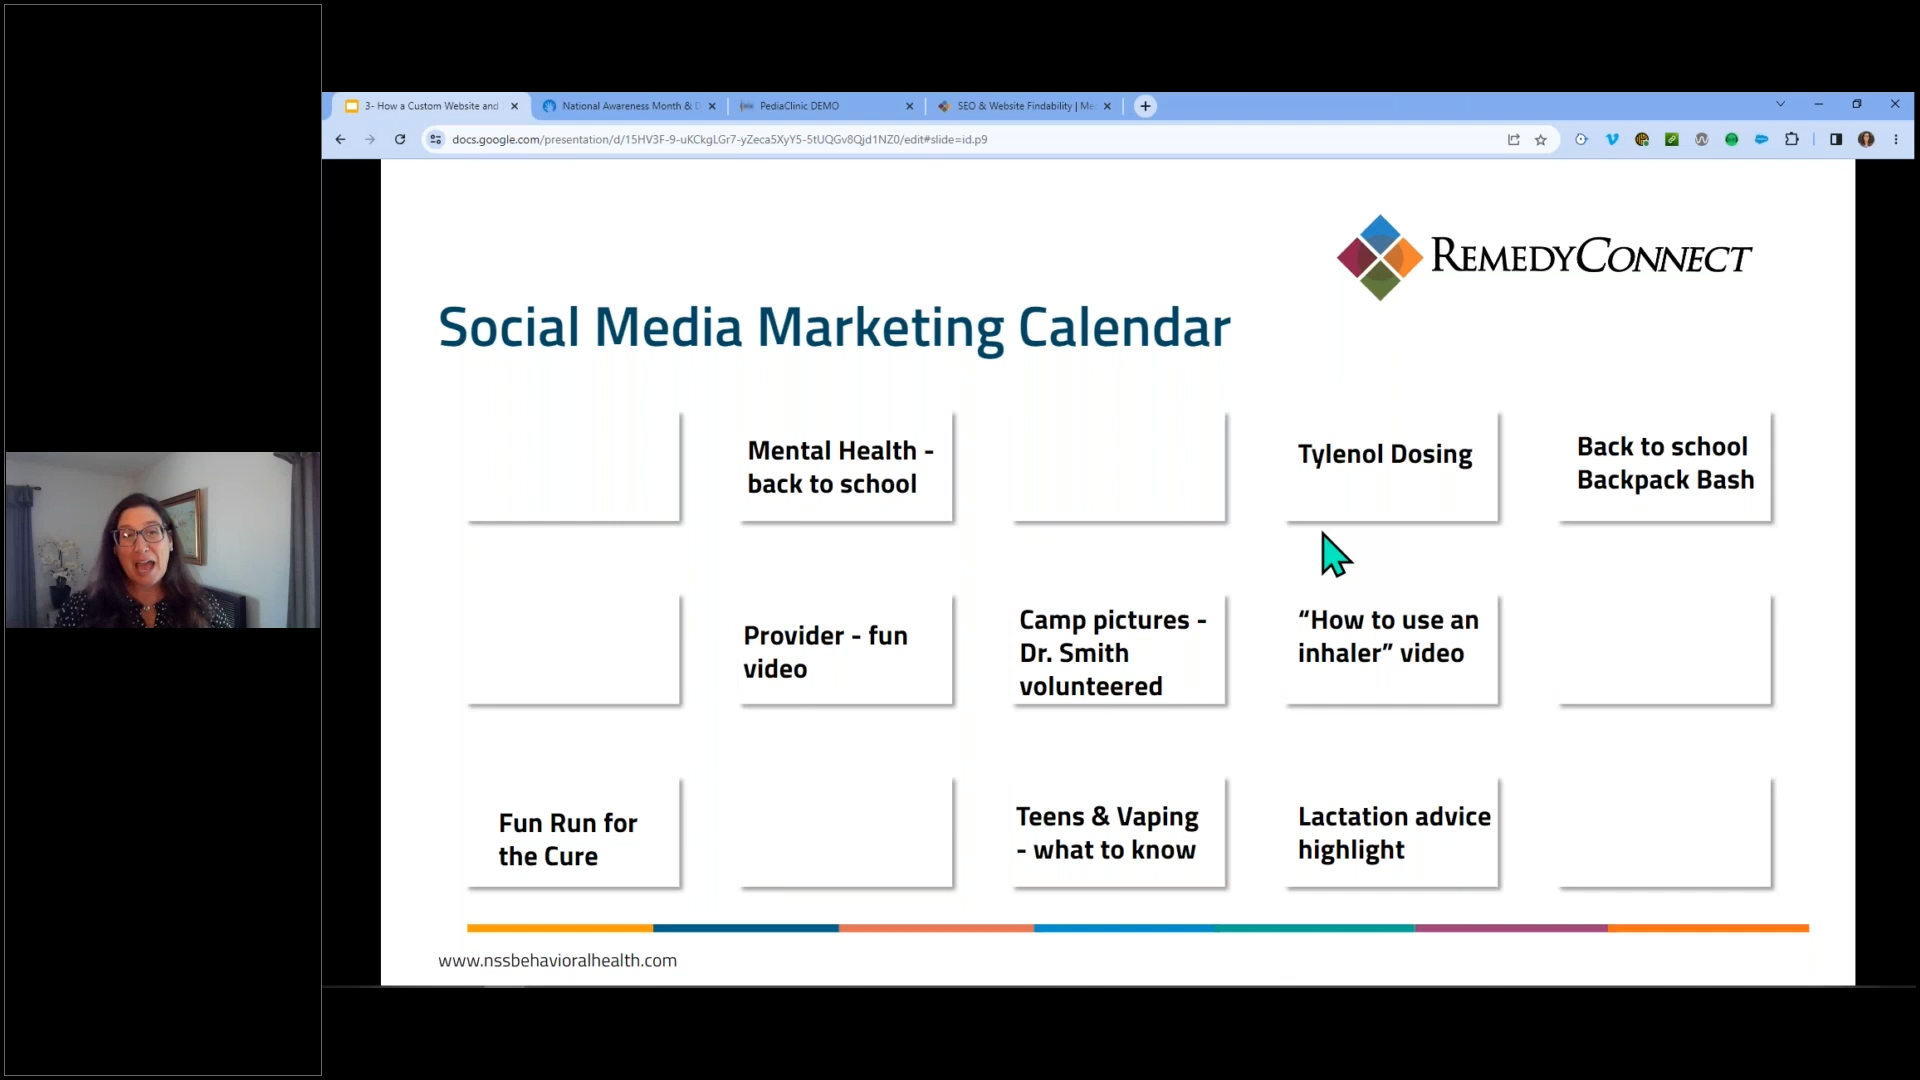 3- How a Custom Website and
National Awareness Month & D
PediaClinic DEMO
SEO & Website Findability | Me
docs.google.com/presentation/d/15HV3F-9-uKCkgLGr7-yZeca5XyY5-5tUQGv8Qjd1NZ0/edit#slide=id.p9
REMEDYCONNECT
Social Media Marketing Calendar
Mental Health -
back to school
Tylenol Dosing
Back to school
Backpack Bash
Provider - fun
video
Camp pictures -
Dr. Smith
volunteered
“How to use an
inhaler” video
Fun Run for
the Cure
Teens & Vaping
- what to know
Lactation advice
highlight
www.nssbehavioralhealth.com